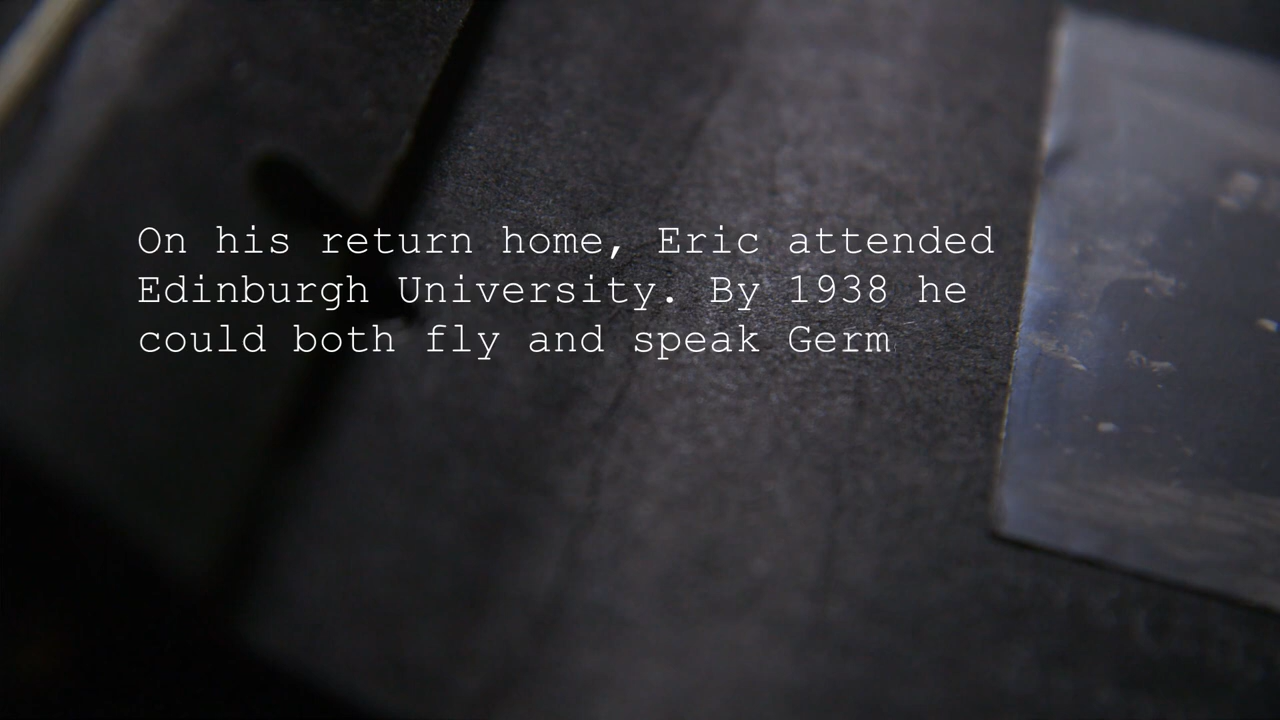 On his return home, Eric attended
Edinburgh University. By 1938 he
could both fly and speak Germ